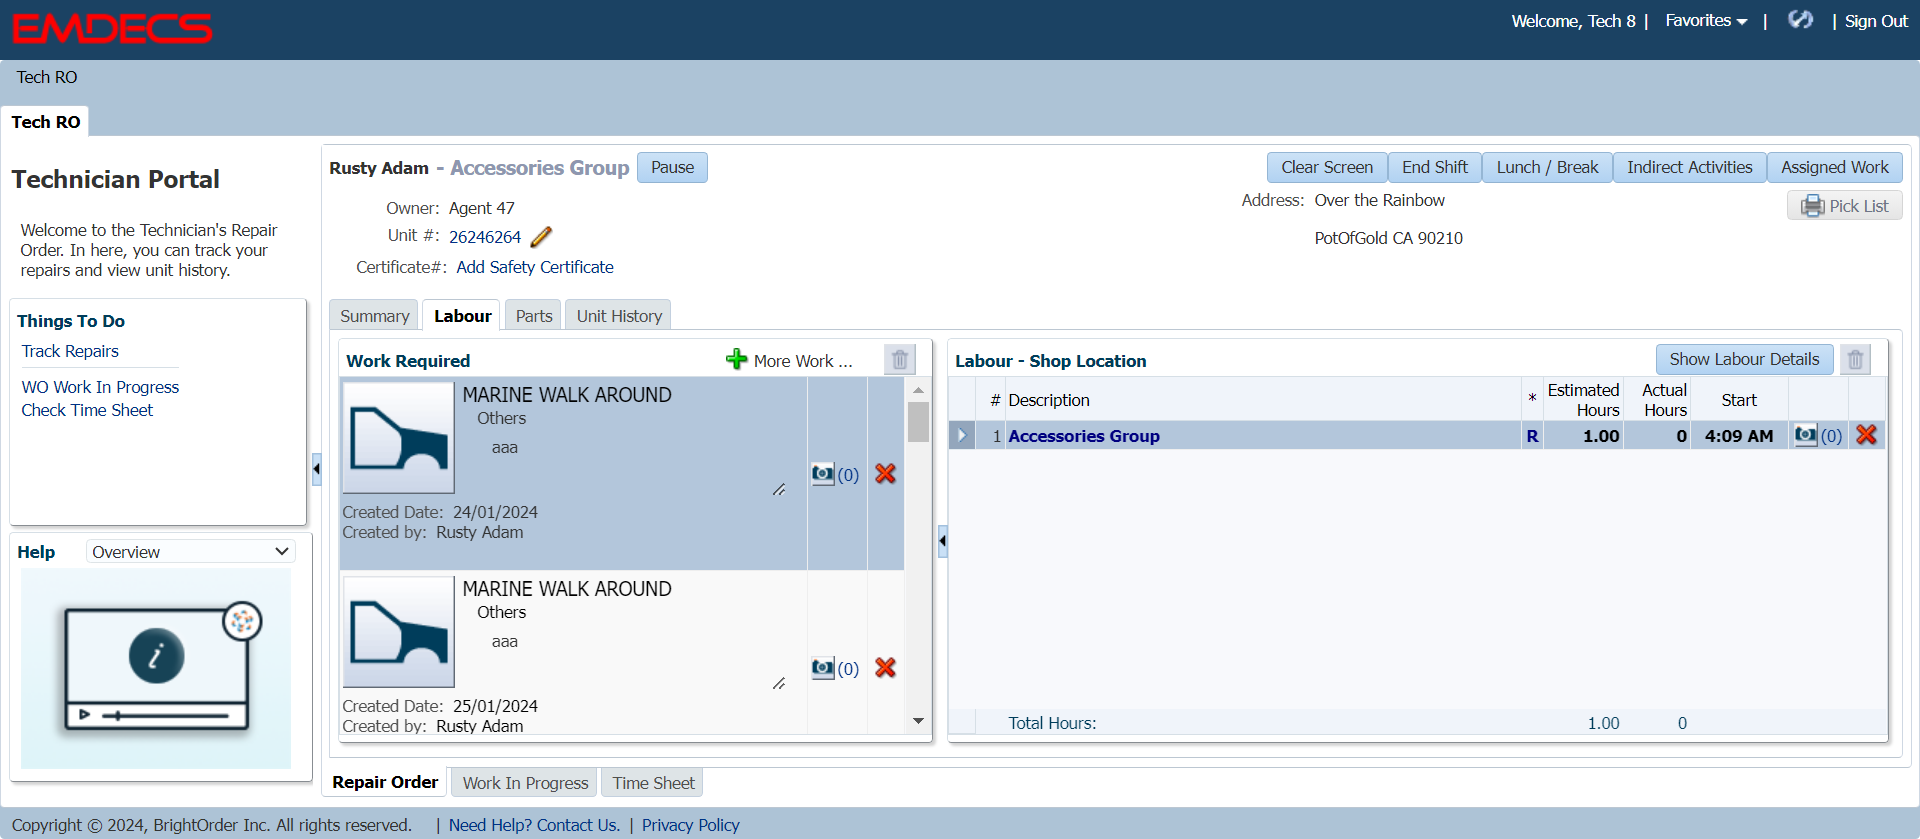 EMDECS
Welcome, Tech 8 | Favorites | | Sign Out
Tech RO
Tech RO
Technician Portal
Welcome to the Technician's Repair
Order. In here, you can track your
repairs and view unit history.
Things To Do
Track Repairs
WO Work In Progress
Check Time Sheet
Help Overview
i
Rusty Adam - Accessories Group Pause
Clear Screen End Shift Lunch / Break Indirect Activities Assigned Work
Owner: Agent 47
Unit #: 26246264
Certificate#: Add Safety Certificate
Address: Over the Rainbow
PotOfGold CA 90210
Pick List
Summary Labour Parts Unit History
Work Required More Work ...
MARINE WALK AROUND
Others
aaa
(0)
Created Date: 24/01/2024
Created by: Rusty Adam
MARINE WALK AROUND
Others
aaa
(0)
Created Date: 25/01/2024
Created by: Rusty Adam
Labour - Shop Location Show Labour Details
# Description * Estimated Hours Actual Hours Start
1 Accessories Group R 1.00 0 4:09 AM (0)
Total Hours: 1.00 0
Repair Order Work In Progress Time Sheet
Copyright © 2024, BrightOrder Inc. All rights reserved. | Need Help? Contact Us. | Privacy Policy